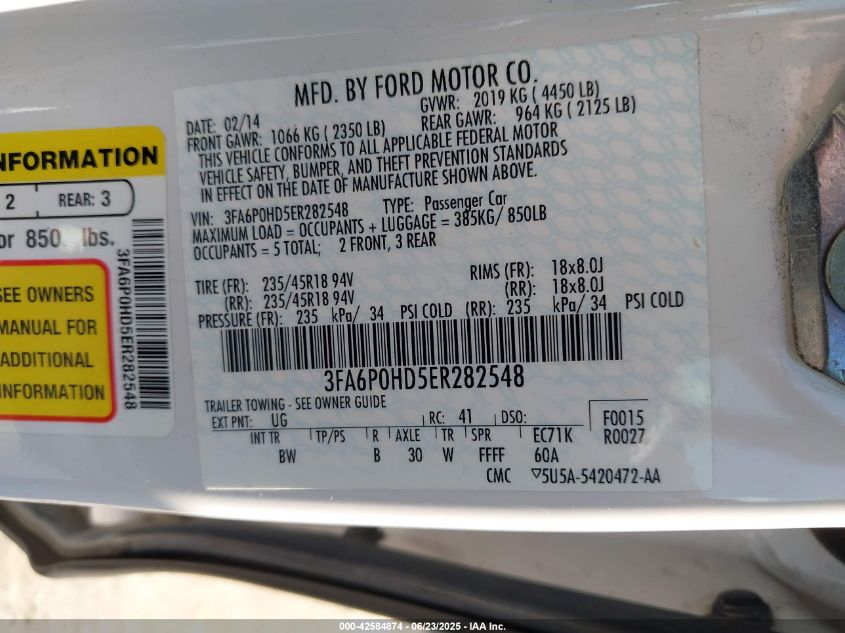 MFD. BY FORD MOTOR CO.
DATE: 02/14 GVWR: 2019 KG ( 4450 LB)
FRONT GAWR: 1066 KG ( 2350 LB) REAR GAWR: 964 KG ( 2125 LB)
THIS VEHICLE CONFORMS TO ALL APPLICABLE FEDERAL MOTOR
VEHICLE SAFETY, BUMPER, AND THEFT PREVENTION STANDARDS
IN EFFECT ON THE DATE OF MANUFACTURE SHOWN ABOVE.
VIN: 3FA6P0HD5ER282548 TYPE: Passenger Car
MAXIMUM LOAD = OCCUPANTS + LUGGAGE = 385KG/ 850LB
OCCUPANTS = 5 TOTAL; 2 FRONT, 3 REAR
TIRE (FR): 235/45R18 94V RIMS (FR): 18x8.0J
(RR): 235/45R18 94V (RR): 18x8.0J
PRESSURE (FR): 235 kPa/ 34 PSI COLD (RR): 235 kPa/ 34 PSI COLD
3FA6P0HD5ER282548
TRAILER TOWING - SEE OWNER GUIDE
EXT PNT: UG RC: 41 DSO: F0015
INT TR TP/PS R AXLE TR SPR EC71K R0027
BW B 30 W FFFF 60A
CMC ▽5U5A-5420472-AA
INFORMATION
2 REAR: 3
or 850 lbs.
SEE OWNERS
MANUAL FOR
ADDITIONAL
INFORMATION
3FA6P0HD5ER282548
000-42584874 | 06/23/2025 | IAA Inc.